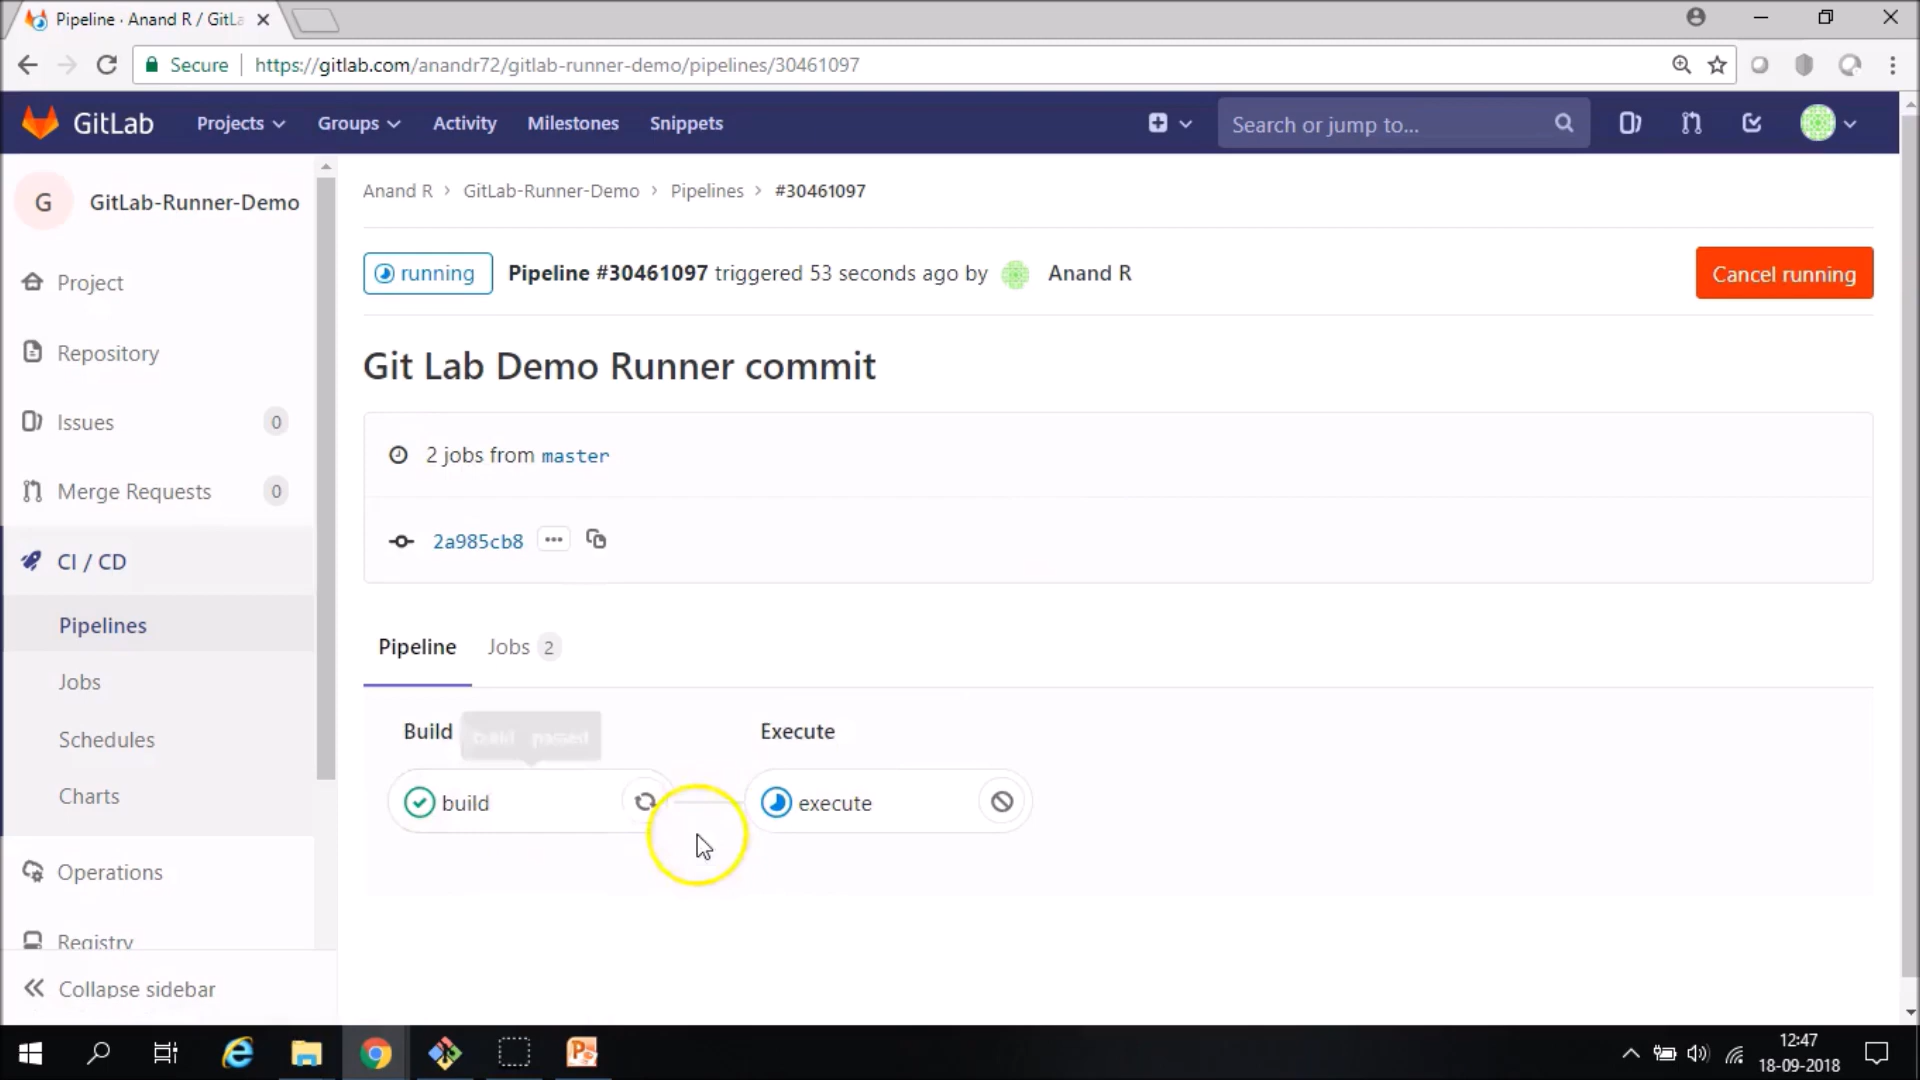 Pipeline · Anand R / GitLa
Secure
https://gitlab.com/anandr72/gitlab-runner-demo/pipelines/30461097
GitLab
Projects
Groups
Activity
Milestones
Snippets
Search or jump to...
G
GitLab-Runner-Demo
Project
Repository
Issues 0
Merge Requests 0
CI / CD
Pipelines
Jobs
Schedules
Charts
Operations
Registry
Collapse sidebar
Anand R > GitLab-Runner-Demo > Pipelines > #30461097
running Pipeline #30461097 triggered 53 seconds ago by Anand R
Cancel running
Git Lab Demo Runner commit
2 jobs from master
2a985cb8 ...
Pipeline
Jobs 2
Build
build passed
Execute
build
execute
12:47
18-09-2018